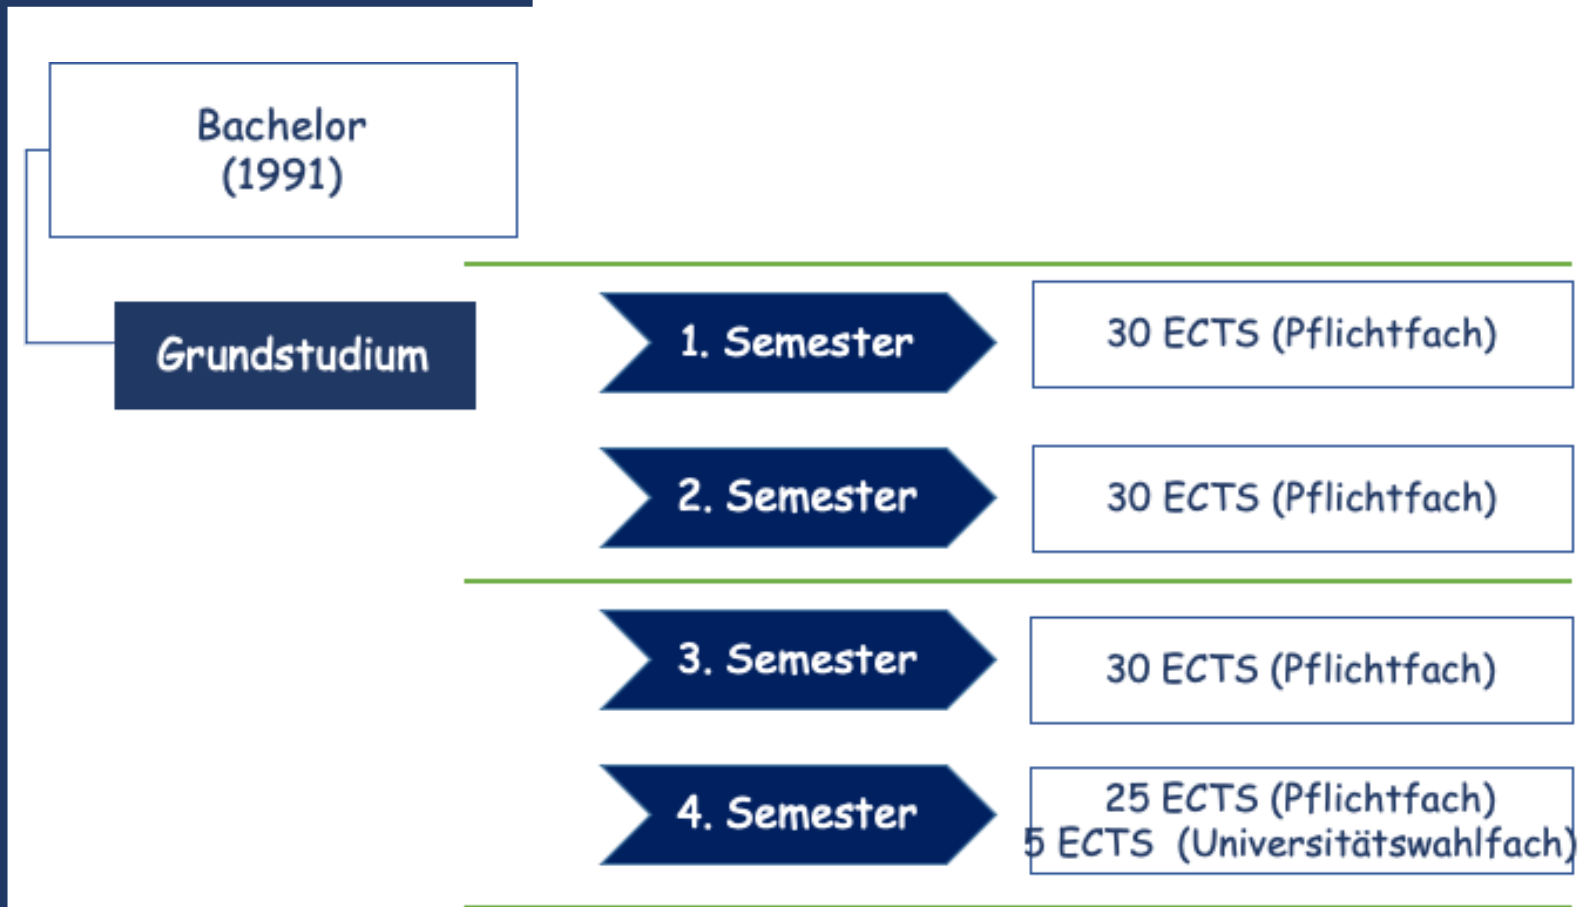 Bachelor
(1991)
Grundstudium
1. Semester
30 ECTS (Pflichtfach)
2. Semester
30 ECTS (Pflichtfach)
3. Semester
30 ECTS (Pflichtfach)
4. Semester
25 ECTS (Pflichtfach)
5 ECTS (Universitätswahlfach)